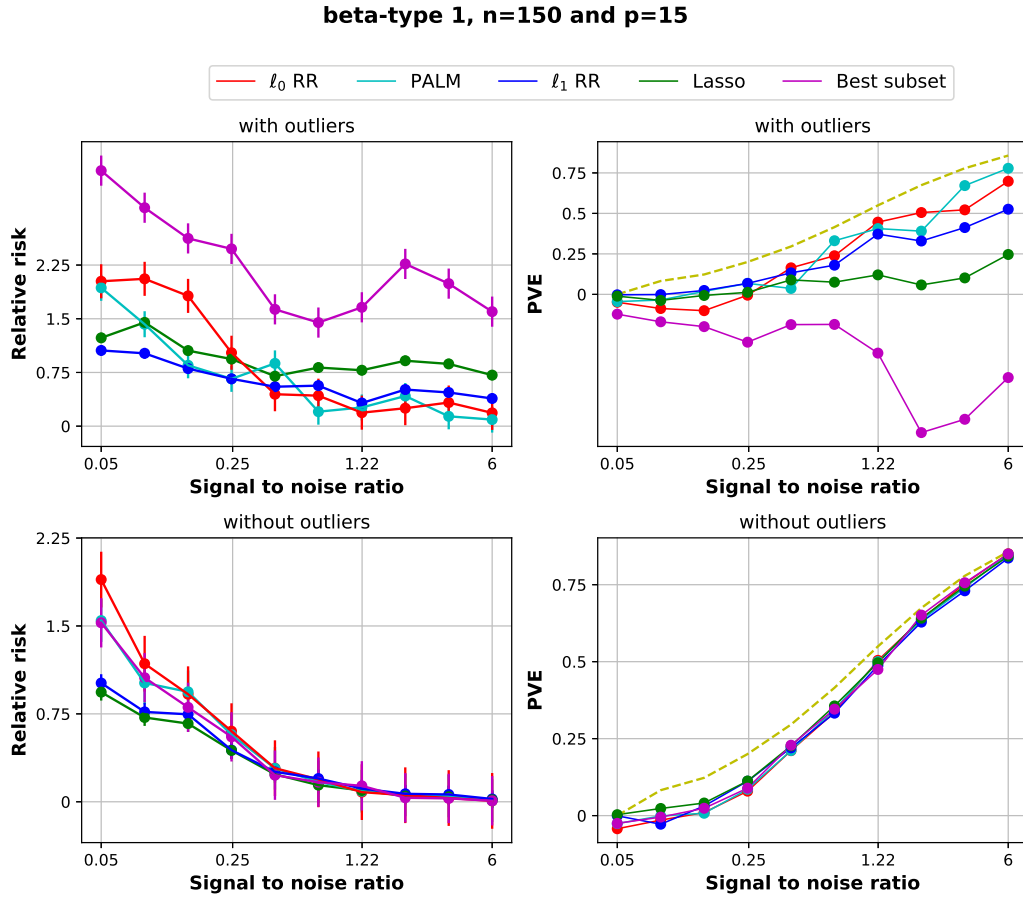 beta-type 1, n=150 and p=15
ℓ₀ RR PALM ℓ₁ RR Lasso Best subset
with outliers
Relative risk
2.25
1.5
0.75
0
0.05 0.25 1.22 6
Signal to noise ratio
with outliers
PVE
0.75
0.5
0.25
0
0.05 0.25 1.22 6
Signal to noise ratio
without outliers
Relative risk
2.25
1.5
0.75
0
0.05 0.25 1.22 6
Signal to noise ratio
without outliers
PVE
0.75
0.5
0.25
0
0.05 0.25 1.22 6
Signal to noise ratio